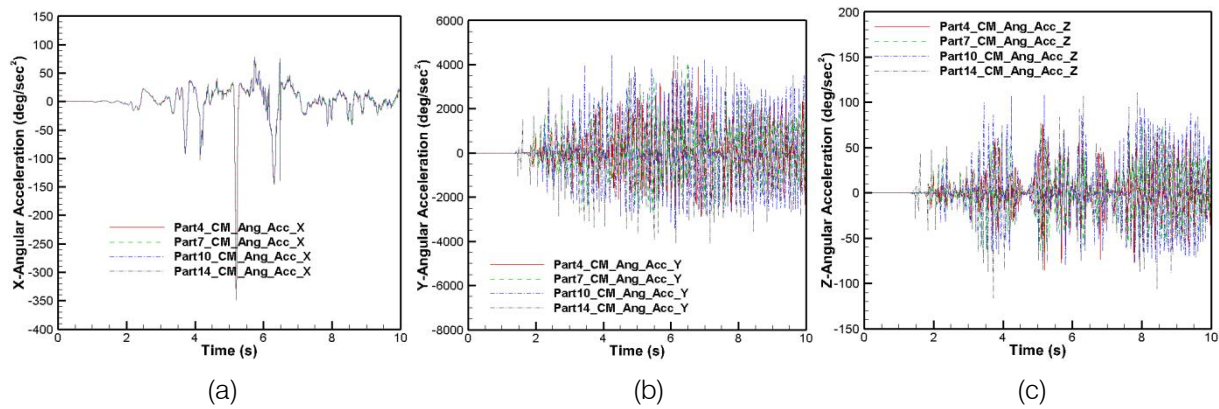 150
100
50
0
-50
-100
-150
-200
-250
-300
-350
-400
X-Angular Acceleration (deg/sec²)
Part4_CM_Ang_Acc_X
Part7_CM_Ang_Acc_X
Part10_CM_Ang_Acc_X
Part14_CM_Ang_Acc_X
0 2 4 6 8 10
Time (s)
(a)
6000
4000
2000
0
-2000
-4000
-6000
-8000
Y-Angular Acceleration (deg/sec²)
Part4_CM_Ang_Acc_Y
Part7_CM_Ang_Acc_Y
Part10_CM_Ang_Acc_Y
Part14_CM_Ang_Acc_Y
0 2 4 6 8 10
Time (s)
(b)
200
150
100
50
0
-50
-100
-150
Z-Angular Acceleration (deg/sec²)
Part4_CM_Ang_Acc_Z
Part7_CM_Ang_Acc_Z
Part10_CM_Ang_Acc_Z
Part14_CM_Ang_Acc_Z
0 2 4 6 8 10
Time (s)
(c)